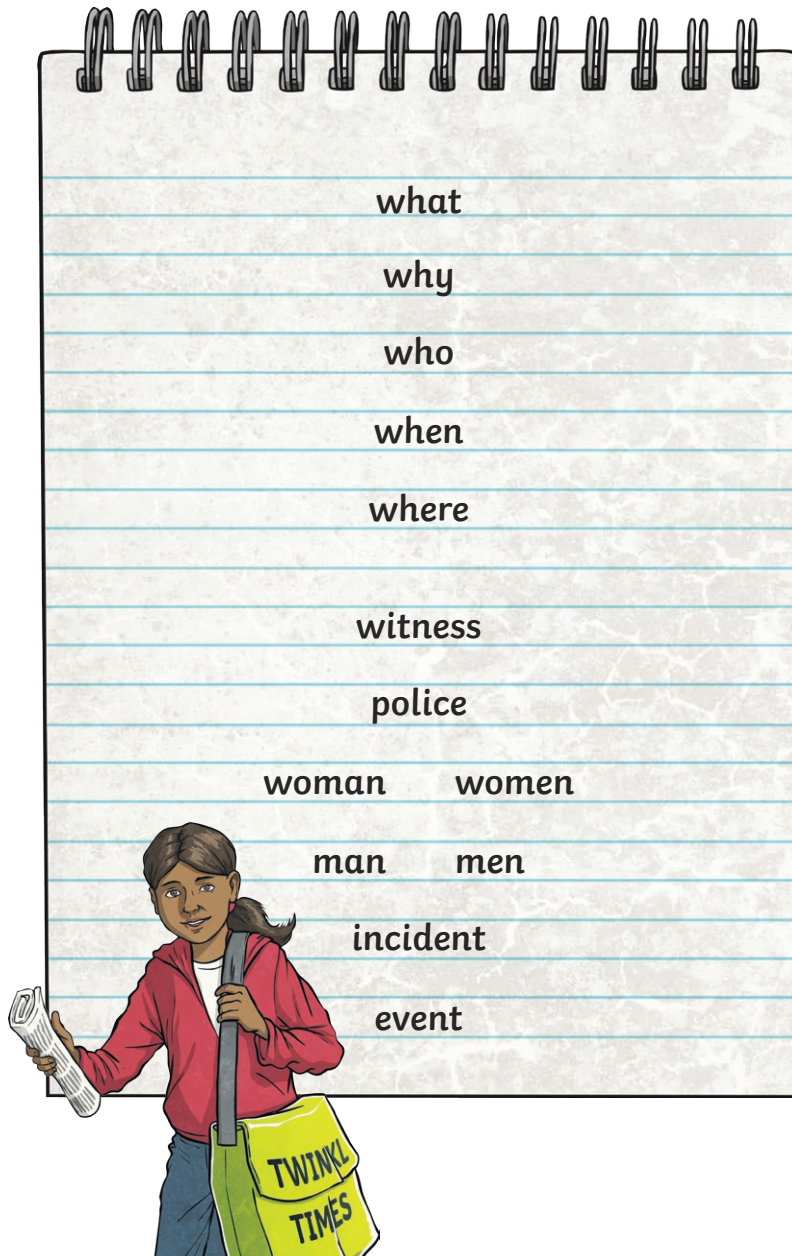 what
why
who
when
where
witness
police
woman women
man men
incident
event
TWINKL
TIMES